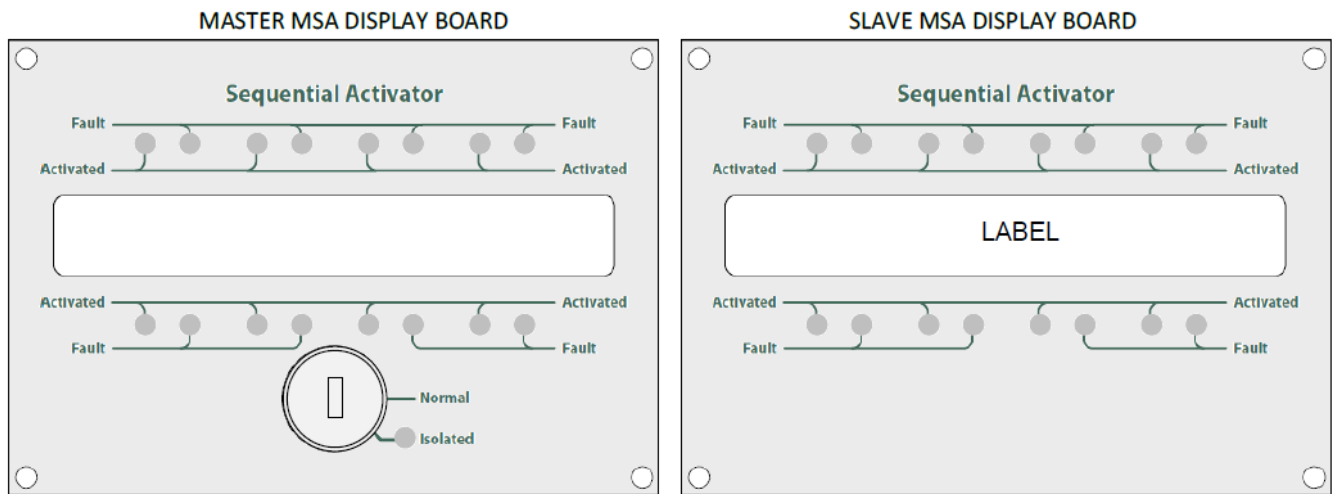 MASTER MSA DISPLAY BOARD
Sequential Activator
Fault Fault
Activated Activated
Activated Activated
Fault Fault
Normal
Isolated
SLAVE MSA DISPLAY BOARD
Sequential Activator
Fault Fault
Activated Activated
LABEL
Activated Activated
Fault Fault